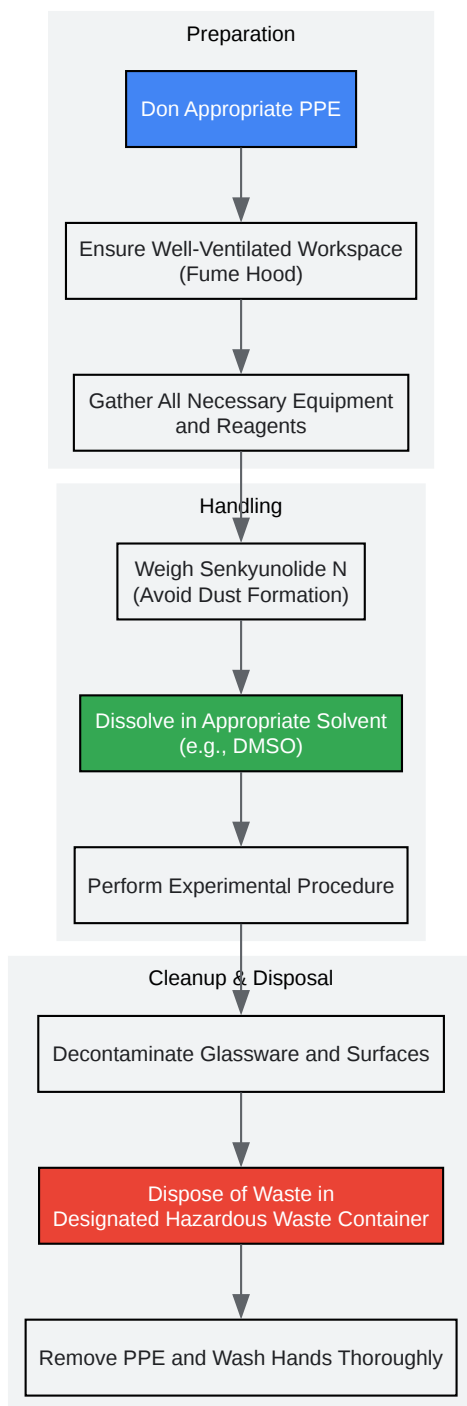 Preparation
Don Appropriate PPE
Ensure Well-Ventilated Workspace
(Fume Hood)
Gather All Necessary Equipment
and Reagents
Handling
Weigh Senkyunolide N
(Avoid Dust Formation)
Dissolve in Appropriate Solvent
(e.g., DMSO)
Perform Experimental Procedure
Cleanup & Disposal
Decontaminate Glassware and Surfaces
Dispose of Waste in
Designated Hazardous Waste Container
Remove PPE and Wash Hands Thoroughly